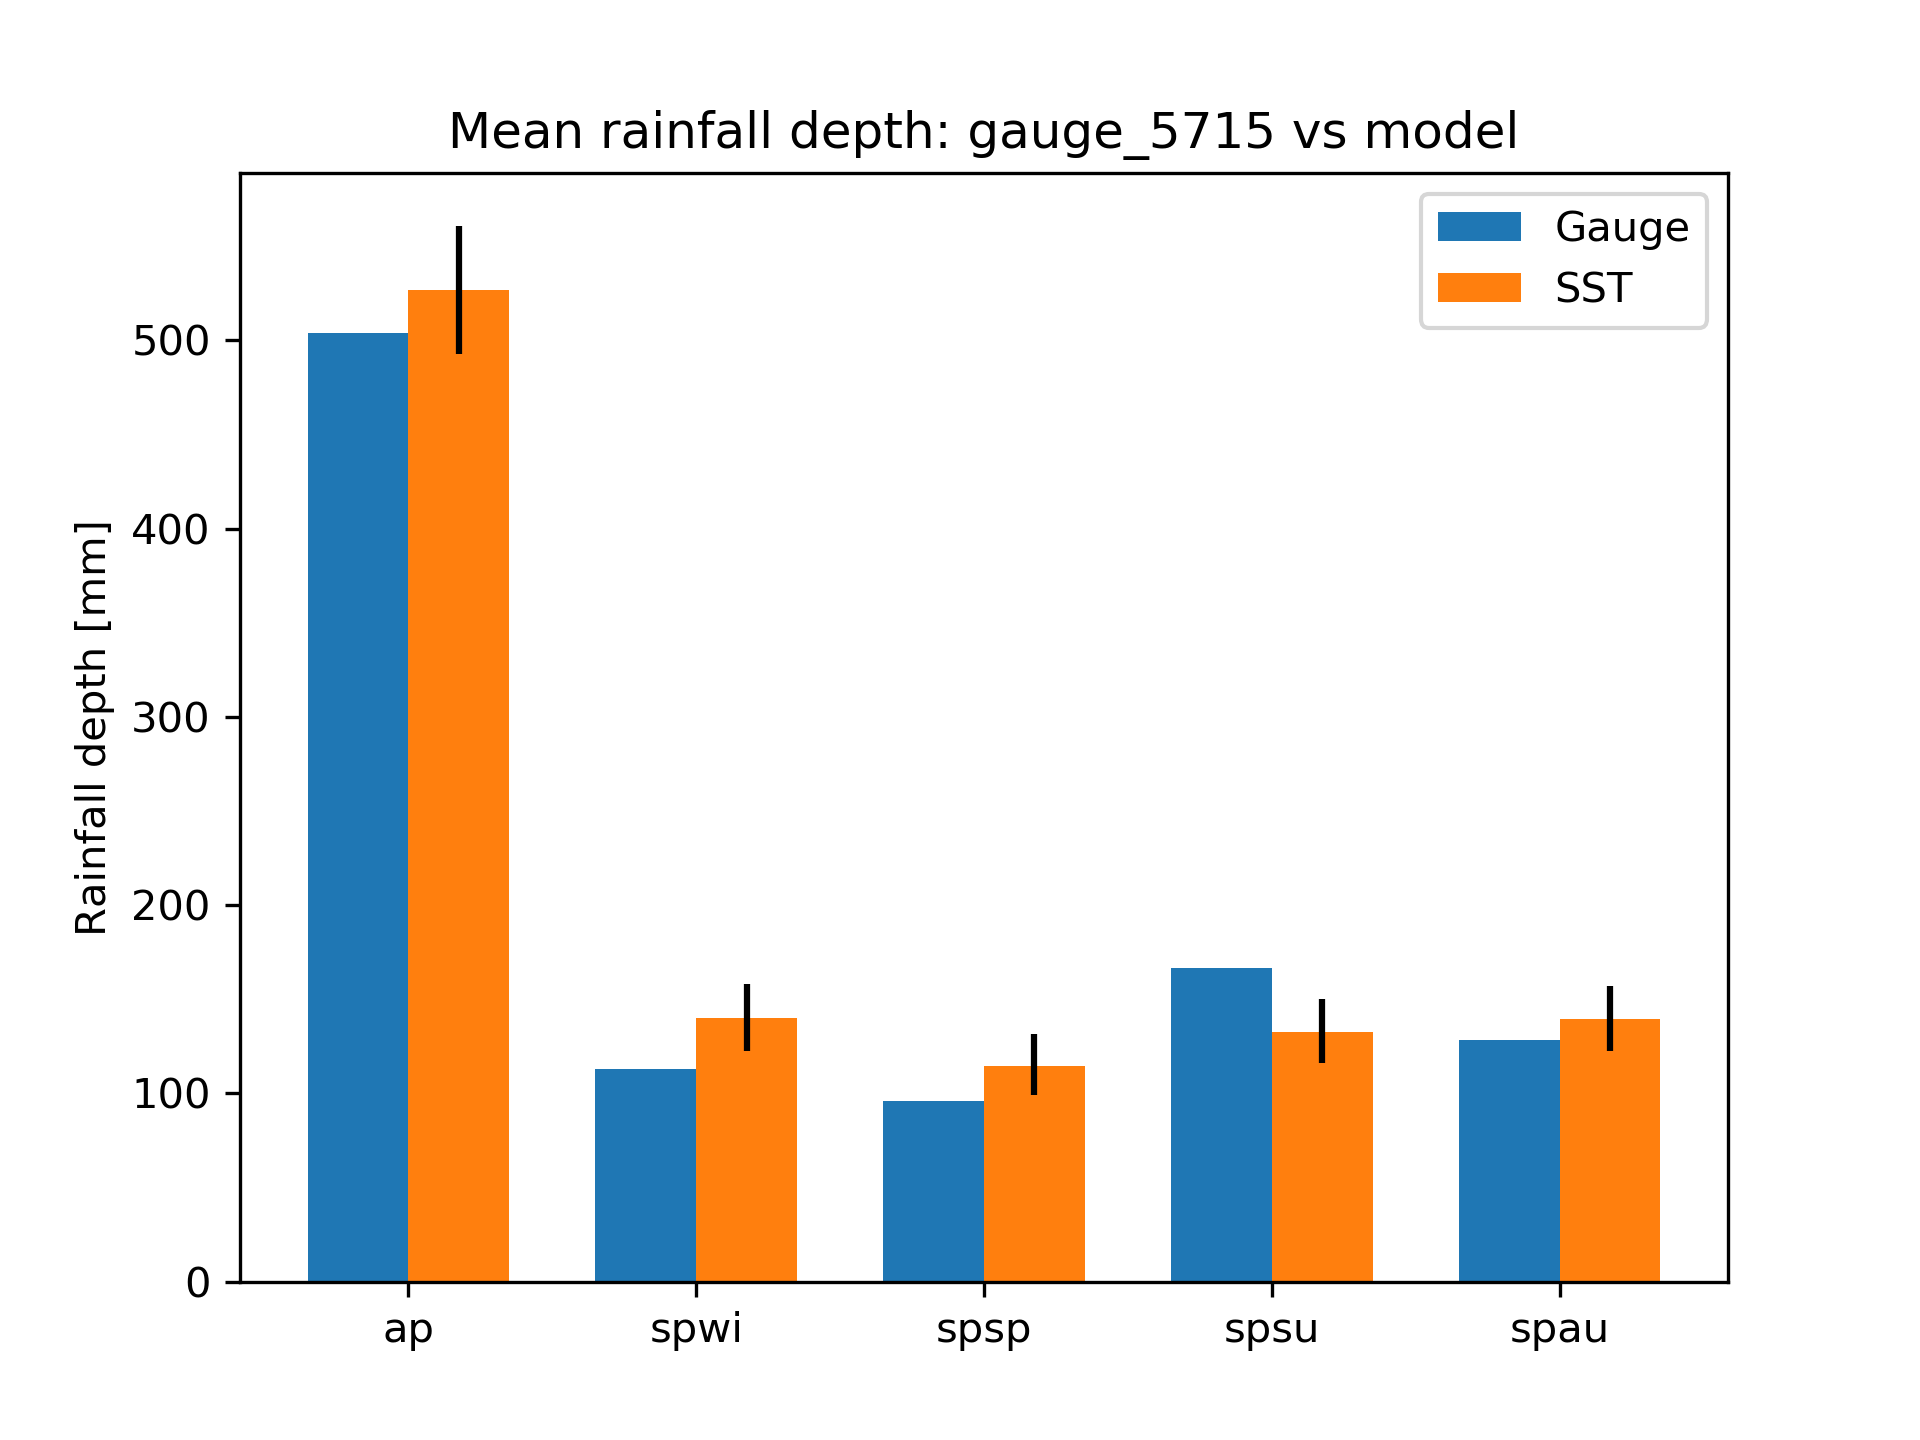 Mean rainfall depth: gauge_5715 vs model
Gauge
SST
Rainfall depth [mm]
500
400
300
200
100
0
ap spwi spsp spsu spau